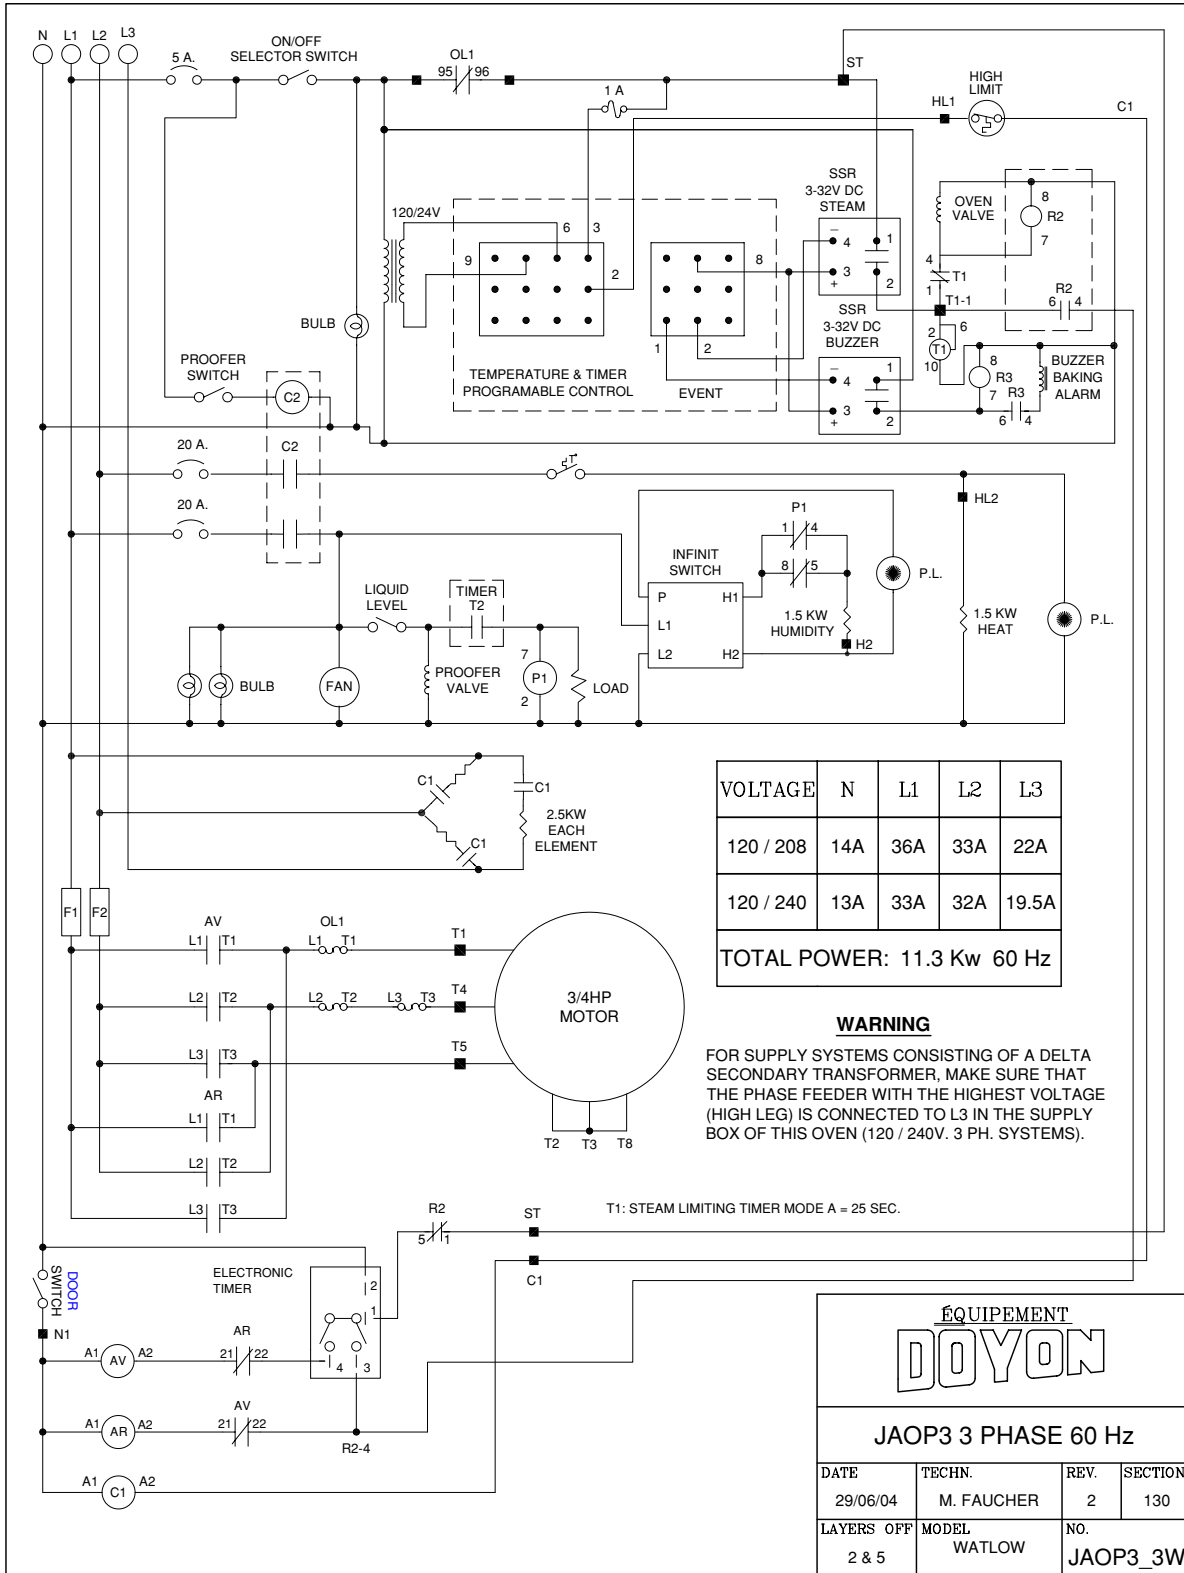 N L1 L2 L3
5 A.
ON/OFF
SELECTOR SWITCH
OL1
95 96
ST
1 A
HIGH
LIMIT
HL1
C1
SSR
3-32V DC
STEAM
120/24V
6 3
9
2
8
– 4 1
3
+ 2
OVEN
VALVE
8
R2
7
4
T1
1
T1-1
R2
6 4
BULB
1 2
TEMPERATURE & TIMER
PROGRAMABLE CONTROL
EVENT
SSR
3-32V DC
BUZZER
– 4 1
3
+ 2
2 6
T1
10
8
R3
7
R3
6 4
BUZZER
BAKING
ALARM
PROOFER
SWITCH
C2
20 A.
C2
T°
20 A.
HL2
P1
1 4
8 5
INFINIT
SWITCH
P H1
L1
L2 H2
1.5 KW
HUMIDITY
H2
P.L.
1.5 KW
HEAT
P.L.
LIQUID
LEVEL
TIMER
T2
BULB
FAN
PROOFER
VALVE
7
P1
2
LOAD
C1
C1
C1
2.5KW
EACH
ELEMENT
VOLTAGE N L1 L2 L3
120 / 208 14A 36A 33A 22A
120 / 240 13A 33A 32A 19.5A
TOTAL POWER: 11.3 Kw 60 Hz
F1 F2
AV
L1 T1
OL1
L1 T1
T1
L2 T2
L2 T2 L3 T3
T4
L3 T3
T5
3/4HP
MOTOR
AR
L1 T1
L2 T2
L3 T3
T2 T3 T8
WARNING
FOR SUPPLY SYSTEMS CONSISTING OF A DELTA
SECONDARY TRANSFORMER, MAKE SURE THAT
THE PHASE FEEDER WITH THE HIGHEST VOLTAGE
(HIGH LEG) IS CONNECTED TO L3 IN THE SUPPLY
BOX OF THIS OVEN (120 / 240V. 3 PH. SYSTEMS).
R2
5 1
ST
T1: STEAM LIMITING TIMER MODE A = 25 SEC.
C1
DOOR
SWITCH
ELECTRONIC
TIMER
2
1
4 3
N1
A1 AV A2
AR
21 22
A1 AR A2
AV
21 22
R2-4
A1 C1 A2
ÉQUIPEMENT
DOYON
JAOP3 3 PHASE 60 Hz
DATE TECHN. REV. SECTION
29/06/04 M. FAUCHER 2 130
LAYERS OFF MODEL NO.
2 & 5 WATLOW JAOP3_3W